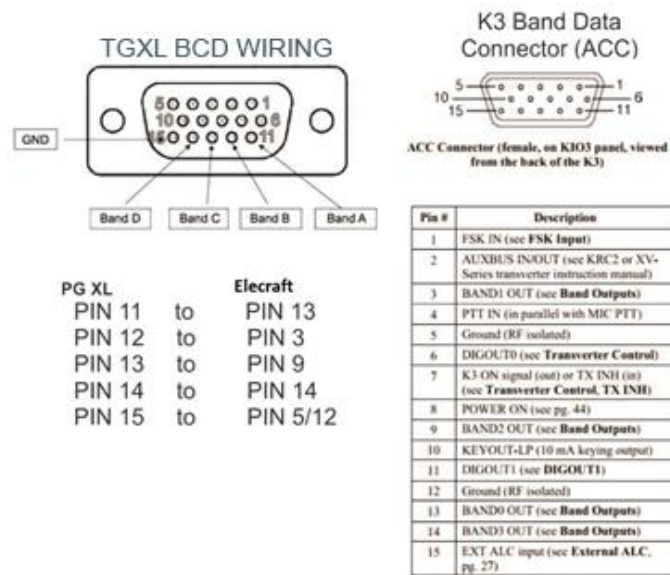 TGXL BCD WIRING
5 1
10 6
15 11
GND
Band D Band C Band B Band A
PG XL Elecraft
PIN 11 to PIN 13
PIN 12 to PIN 3
PIN 13 to PIN 9
PIN 14 to PIN 14
PIN 15 to PIN 5/12
K3 Band Data
Connector (ACC)
5 1
10 6
15 11
ACC Connector (female, on KIO3 panel, viewed
from the back of the K3)
Pin # Description
1 FSK IN (see FSK Input)
2 AUXBUS IN/OUT (see KRC2 or XV-
Series transverter instruction manual)
3 BAND1 OUT (see Band Outputs)
4 PTT IN (in parallel with MIC PTT)
5 Ground (RF isolated)
6 DIGOUT0 (see Transverter Control)
7 K3 ON signal (out) or TX INH (in)
(see Transverter Control, TX INH)
8 POWER ON (see pg. 44)
9 BAND2 OUT (see Band Outputs)
10 KEYOUT-LP (10 mA keying output)
11 DIGOUT1 (see DIGOUT1)
12 Ground (RF isolated)
13 BAND0 OUT (see Band Outputs)
14 BAND3 OUT (see Band Outputs)
15 EXT ALC input (see External ALC,
pg. 27)